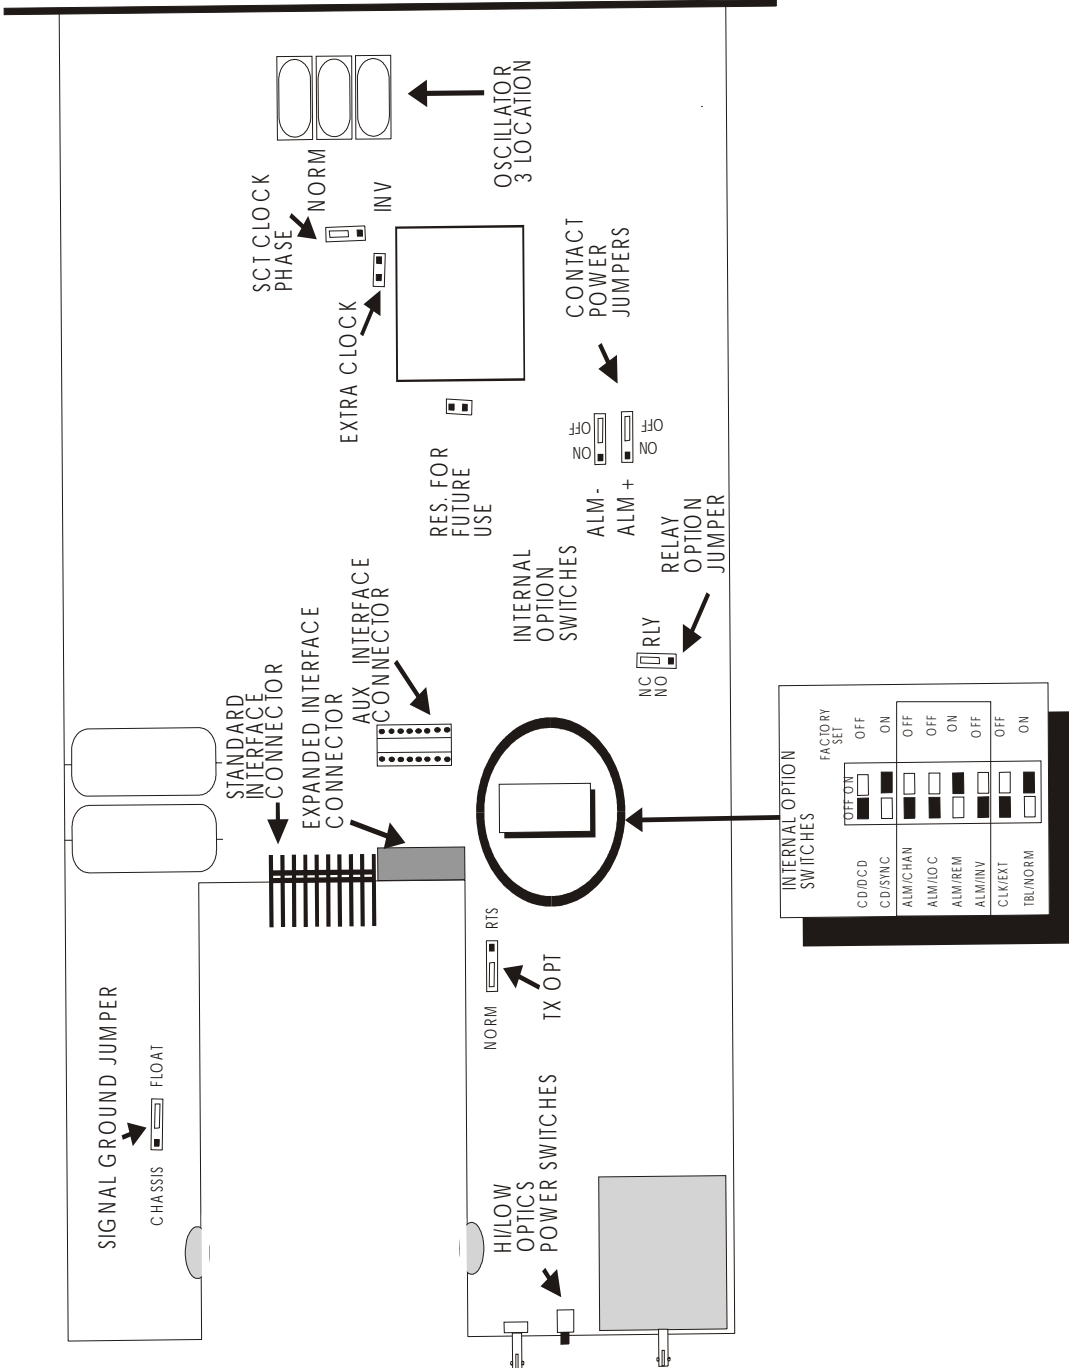 OSCILLATOR
3 LOCATION
NORM
INV
SCT CLOCK
PHASE
EXTRA CLOCK
CONTACT
POWER
JUMPERS
OFF
ON
OFF
ON
ALM -
ALM +
RES. FOR
FUTURE
USE
RELAY
OPTION
JUMPER
RLY
NC
NO
INTERNAL
OPTION
SWITCHES
AUX INTERFACE
CONNECTOR
EXPANDED INTERFACE
CONNECTOR
STANDARD
INTERFACE
CONNECTOR
RTS
NORM
TX OPT
SIGNAL GROUND JUMPER
CHASSIS
FLOAT
HI/LOW
OPTICS
POWER SWITCHES
INTERNAL OPTION
SWITCHES
FACTORY
SET
OFF ON
CD/DCD OFF
CD/SYNC ON
ALM/CHAN OFF
ALM/LOC OFF
ALM/REM ON
ALM/INV OFF
CLK/EXT OFF
TBL/NORM ON